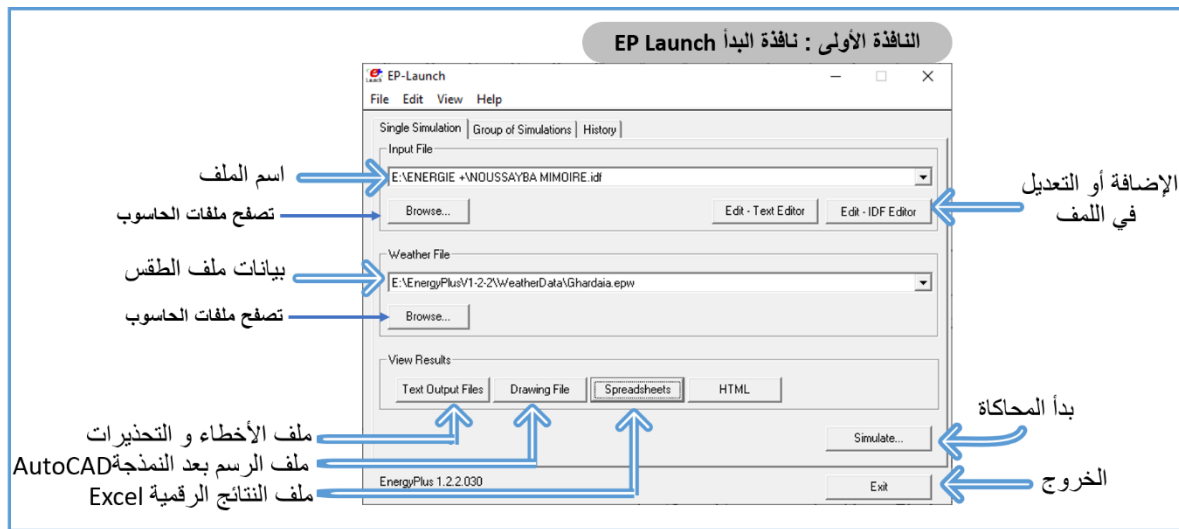 النافذة الأولى : نافذة البدأ EP Launch
EP-Launch
File Edit View Help
Single Simulation Group of Simulations History
Input File
اسم الملف
E:\ENERGIE +\NOUSSAYBA MIMOIRE.idf
الإضافة أو التعديل
في اللمف
تصفح ملفات الحاسوب
Browse... Edit - Text Editor Edit - IDF Editor
Weather File
بيانات ملف الطقس
E:\EnergyPlusV1-2-2\WeatherData\Ghardaia.epw
تصفح ملفات الحاسوب
Browse...
View Results
Text Output Files Drawing File Spreadsheets HTML
بدأ المحاكاة
Simulate...
ملف الأخطاء و التحذيرات
ملف الرسم بعد النمذجةAutoCAD
ملف النتائج الرقمية Excel
EnergyPlus 1.2.2.030
Exit
الخروج